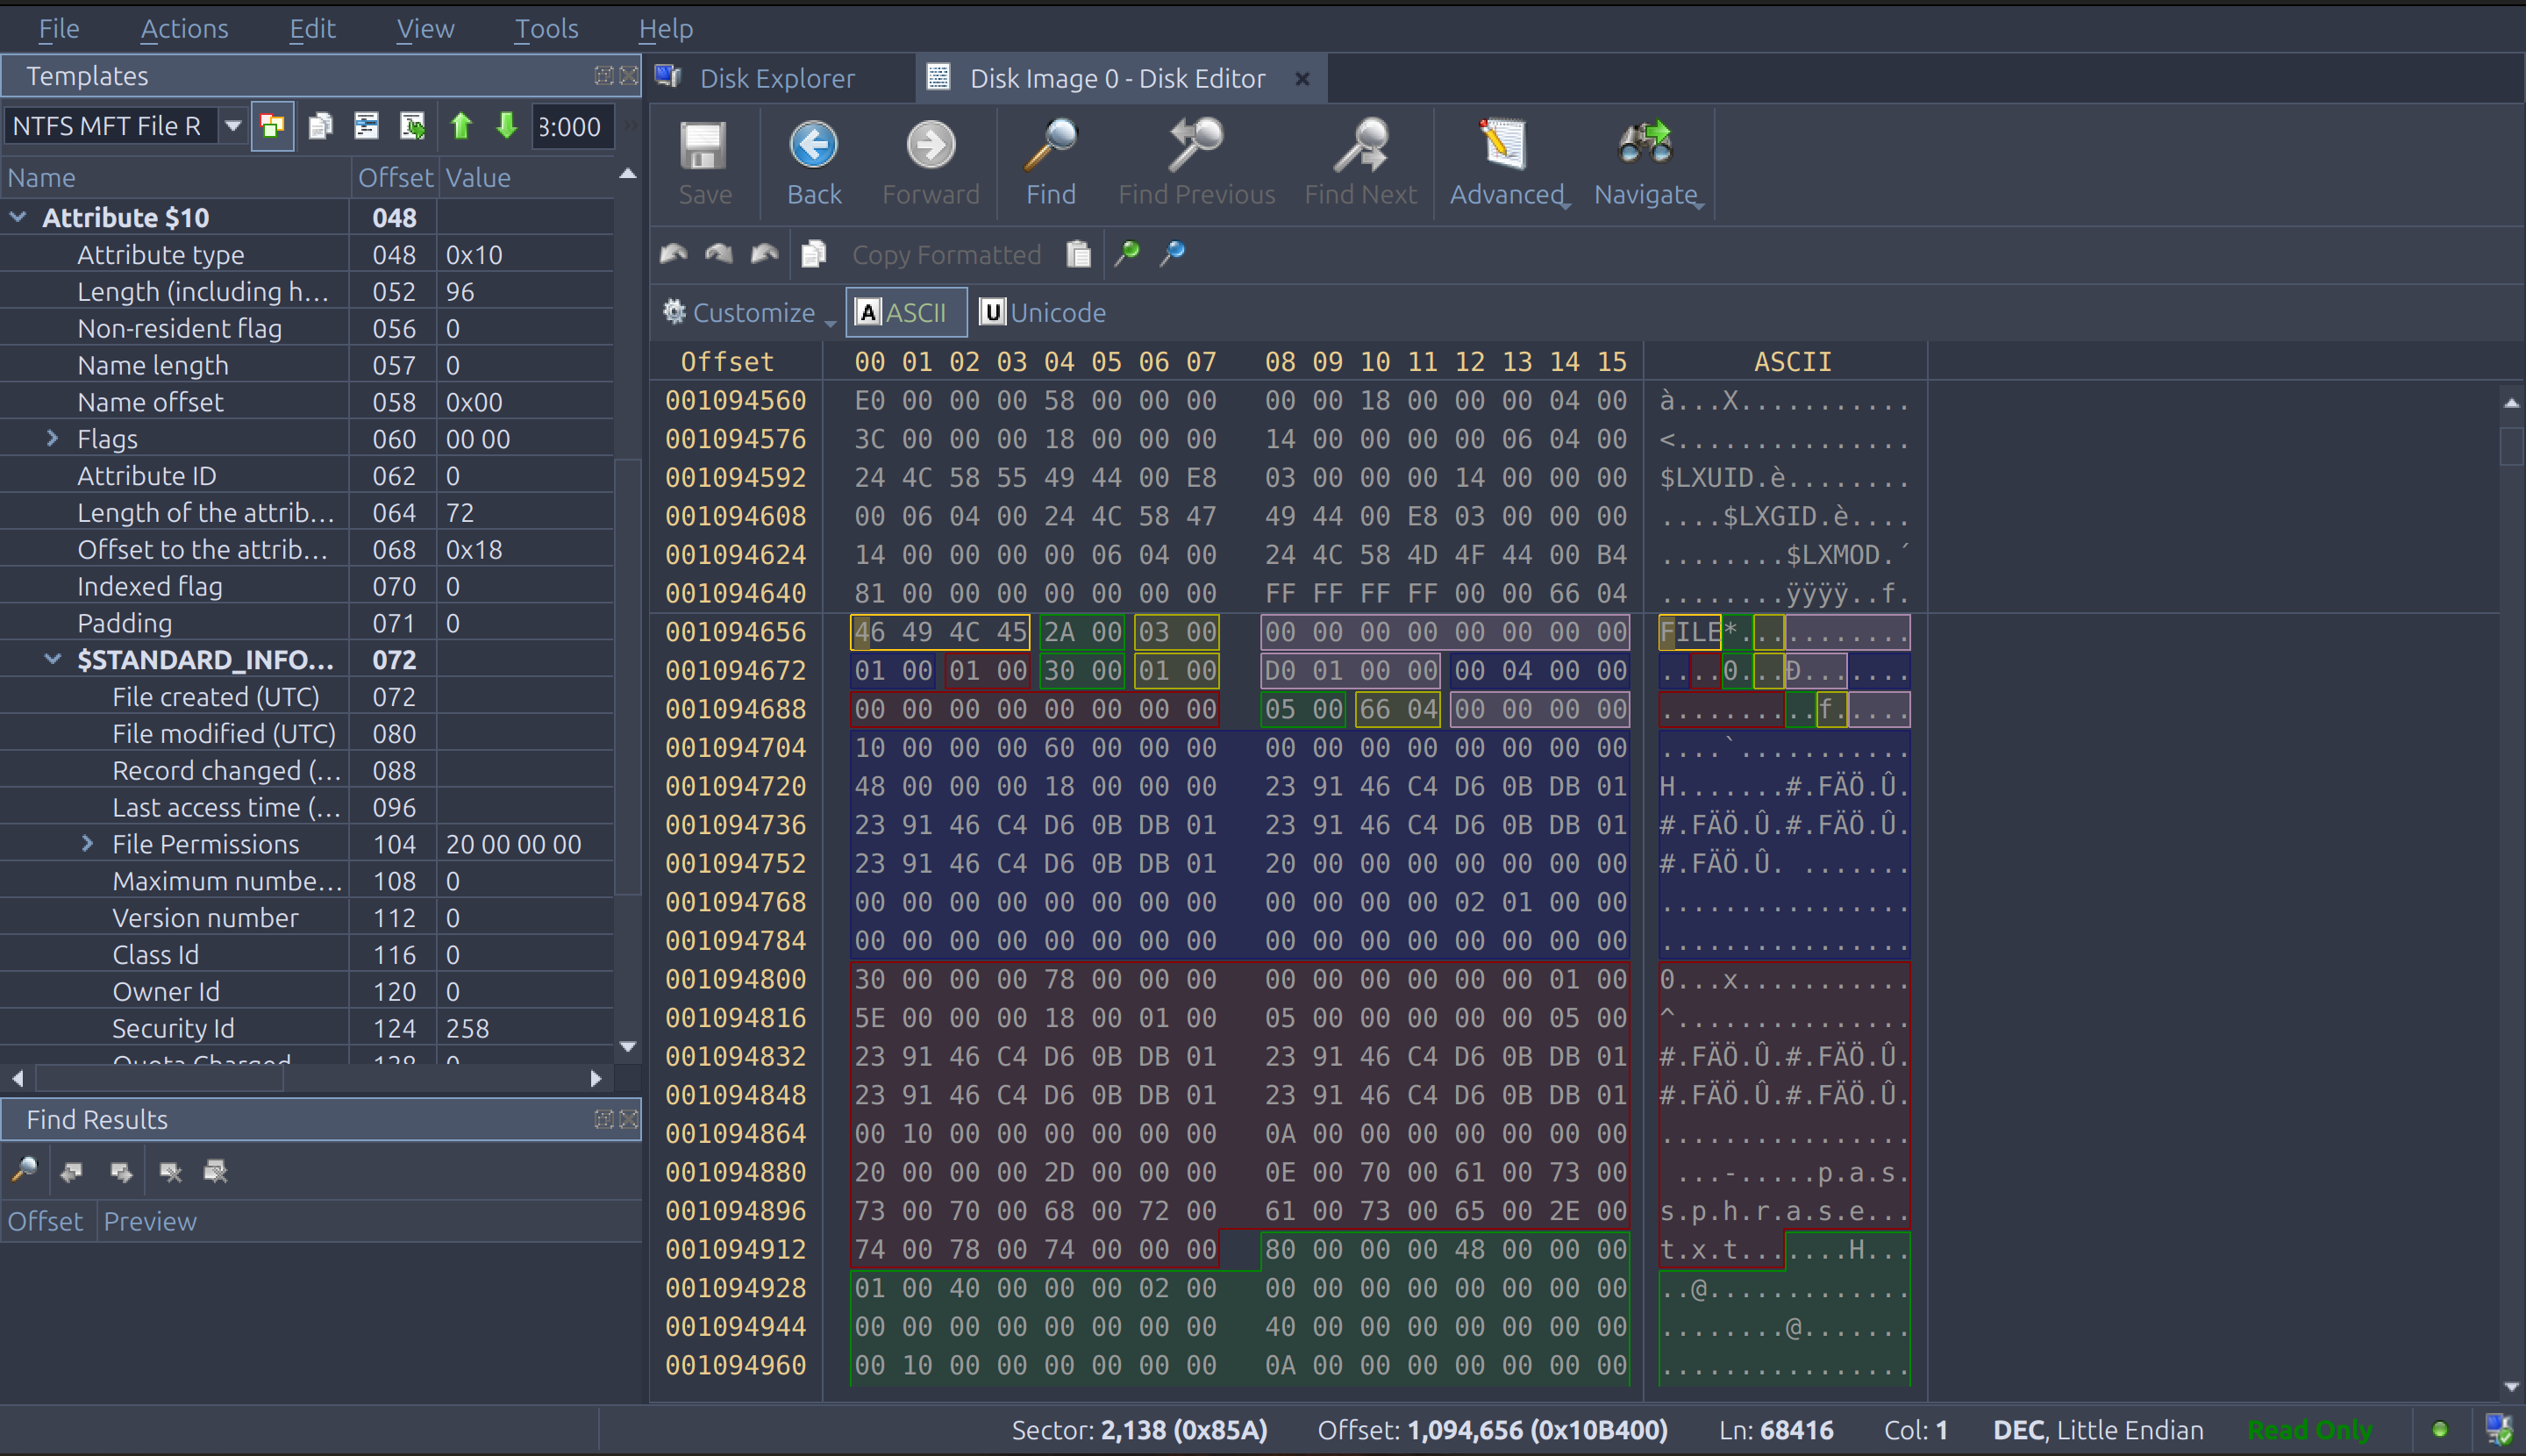 File Actions Edit View Tools Help
Templates
NTFS MFT File R
3:000
Name Offset Value
Attribute $10 048
Attribute type 048 0x10
Length (including h... 052 96
Non-resident flag 056 0
Name length 057 0
Name offset 058 0x00
Flags 060 00 00
Attribute ID 062 0
Length of the attrib... 064 72
Offset to the attrib... 068 0x18
Indexed flag 070 0
Padding 071 0
$STANDARD_INFO... 072
File created (UTC) 072
File modified (UTC) 080
Record changed (... 088
Last access time (... 096
File Permissions 104 20 00 00 00
Maximum numbe... 108 0
Version number 112 0
Class Id 116 0
Owner Id 120 0
Security Id 124 258
Quota Charged 128 0
Find Results
Offset Preview
Disk Explorer Disk Image 0 - Disk Editor
Save Back Forward Find Find Previous Find Next Advanced Navigate
Copy Formatted
Customize A ASCII U Unicode
Offset 00 01 02 03 04 05 06 07 08 09 10 11 12 13 14 15 ASCII
001094560 E0 00 00 00 58 00 00 00 00 00 18 00 00 00 04 00 à...X...........
001094576 3C 00 00 00 18 00 00 00 14 00 00 00 00 06 04 00 <...............
001094592 24 4C 58 55 49 44 00 E8 03 00 00 00 14 00 00 00 $LXUID.è........
001094608 00 06 04 00 24 4C 58 47 49 44 00 E8 03 00 00 00 ....$LXGID.è....
001094624 14 00 00 00 00 06 04 00 24 4C 58 4D 4F 44 00 B4 ........$LXMOD.´
001094640 81 00 00 00 00 00 00 00 FF FF FF FF 00 00 66 04 ........ÿÿÿÿ..f.
001094656 46 49 4C 45 2A 00 03 00 00 00 00 00 00 00 00 00 FILE*...........
001094672 01 00 01 00 30 00 01 00 D0 01 00 00 00 04 00 00 ....0...Ð.......
001094688 00 00 00 00 00 00 00 00 05 00 66 04 00 00 00 00 ..........f.....
001094704 10 00 00 00 60 00 00 00 00 00 00 00 00 00 00 00 ....`...........
001094720 48 00 00 00 18 00 00 00 23 91 46 C4 D6 0B DB 01 H.......#.FÄÖ.Û.
001094736 23 91 46 C4 D6 0B DB 01 23 91 46 C4 D6 0B DB 01 #.FÄÖ.Û.#.FÄÖ.Û.
001094752 23 91 46 C4 D6 0B DB 01 20 00 00 00 00 00 00 00 #.FÄÖ.Û. .......
001094768 00 00 00 00 00 00 00 00 00 00 00 00 02 01 00 00 ................
001094784 00 00 00 00 00 00 00 00 00 00 00 00 00 00 00 00 ................
001094800 30 00 00 00 78 00 00 00 00 00 00 00 00 00 01 00 0...x...........
001094816 5E 00 00 00 18 00 01 00 05 00 00 00 00 00 05 00 ^...............
001094832 23 91 46 C4 D6 0B DB 01 23 91 46 C4 D6 0B DB 01 #.FÄÖ.Û.#.FÄÖ.Û.
001094848 23 91 46 C4 D6 0B DB 01 23 91 46 C4 D6 0B DB 01 #.FÄÖ.Û.#.FÄÖ.Û.
001094864 00 10 00 00 00 00 00 00 0A 00 00 00 00 00 00 00 ................
001094880 20 00 00 00 2D 00 00 00 0E 00 70 00 61 00 73 00 ...-.....p.a.s.
001094896 73 00 70 00 68 00 72 00 61 00 73 00 65 00 2E 00 s.p.h.r.a.s.e...
001094912 74 00 78 00 74 00 00 00 80 00 00 00 48 00 00 00 t.x.t.......H...
001094928 01 00 40 00 00 00 02 00 00 00 00 00 00 00 00 00 ..@.............
001094944 00 00 00 00 00 00 00 00 40 00 00 00 00 00 00 00 ........@.......
001094960 00 10 00 00 00 00 00 00 0A 00 00 00 00 00 00 00 ................
Sector: 2,138 (0x85A) Offset: 1,094,656 (0x10B400) Ln: 68416 Col: 1 DEC, Little Endian Read Only